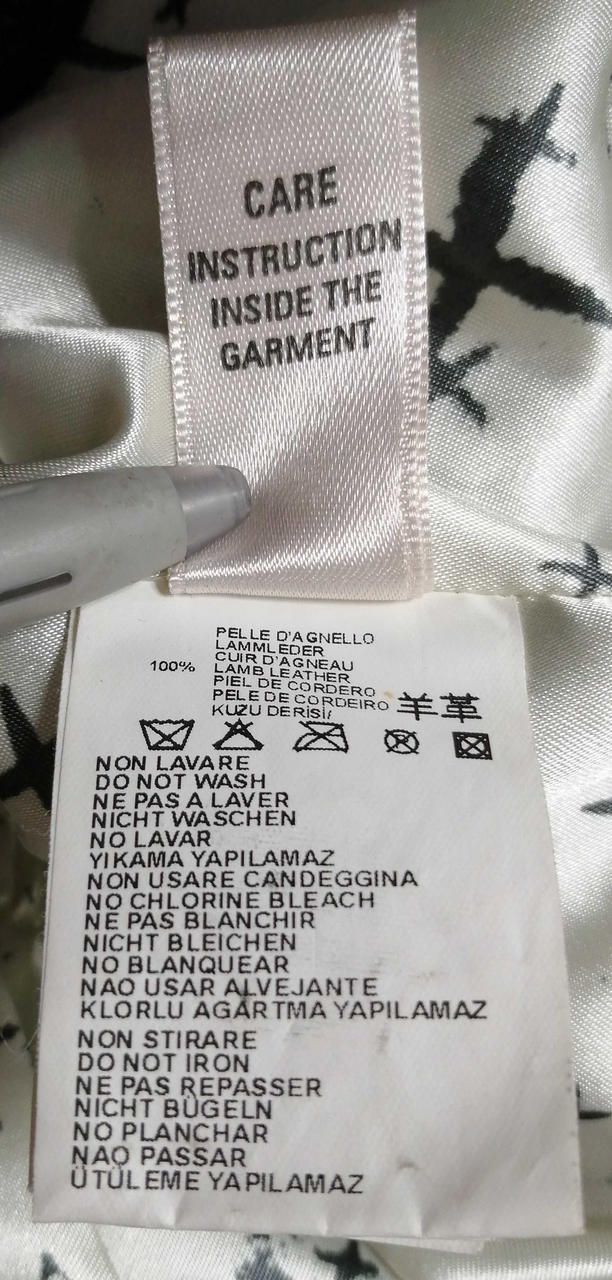 CARE
INSTRUCTION
INSIDE THE
GARMENT
PELLE D'AGNELLO
LAMMLEDER
100% CUIR D'AGNEAU
LAMB LEATHER
PIEL DE CORDERO
PELE DE CORDEIRO 羊革
KUZU DERİSİ/
NON LAVARE
DO NOT WASH
NE PAS A LAVER
NICHT WASCHEN
NO LAVAR
YIKAMA YAPILAMAZ
NON USARE CANDEGGINA
NO CHLORINE BLEACH
NE PAS BLANCHIR
NICHT BLEICHEN
NO BLANQUEAR
NAO USAR ALVEJANTE
KLORLU AGARTMA YAPILAMAZ
NON STIRARE
DO NOT IRON
NE PAS REPASSER
NICHT BÜGELN
NO PLANCHAR
NAO PASSAR
ÜTÜLEME YAPILAMAZ